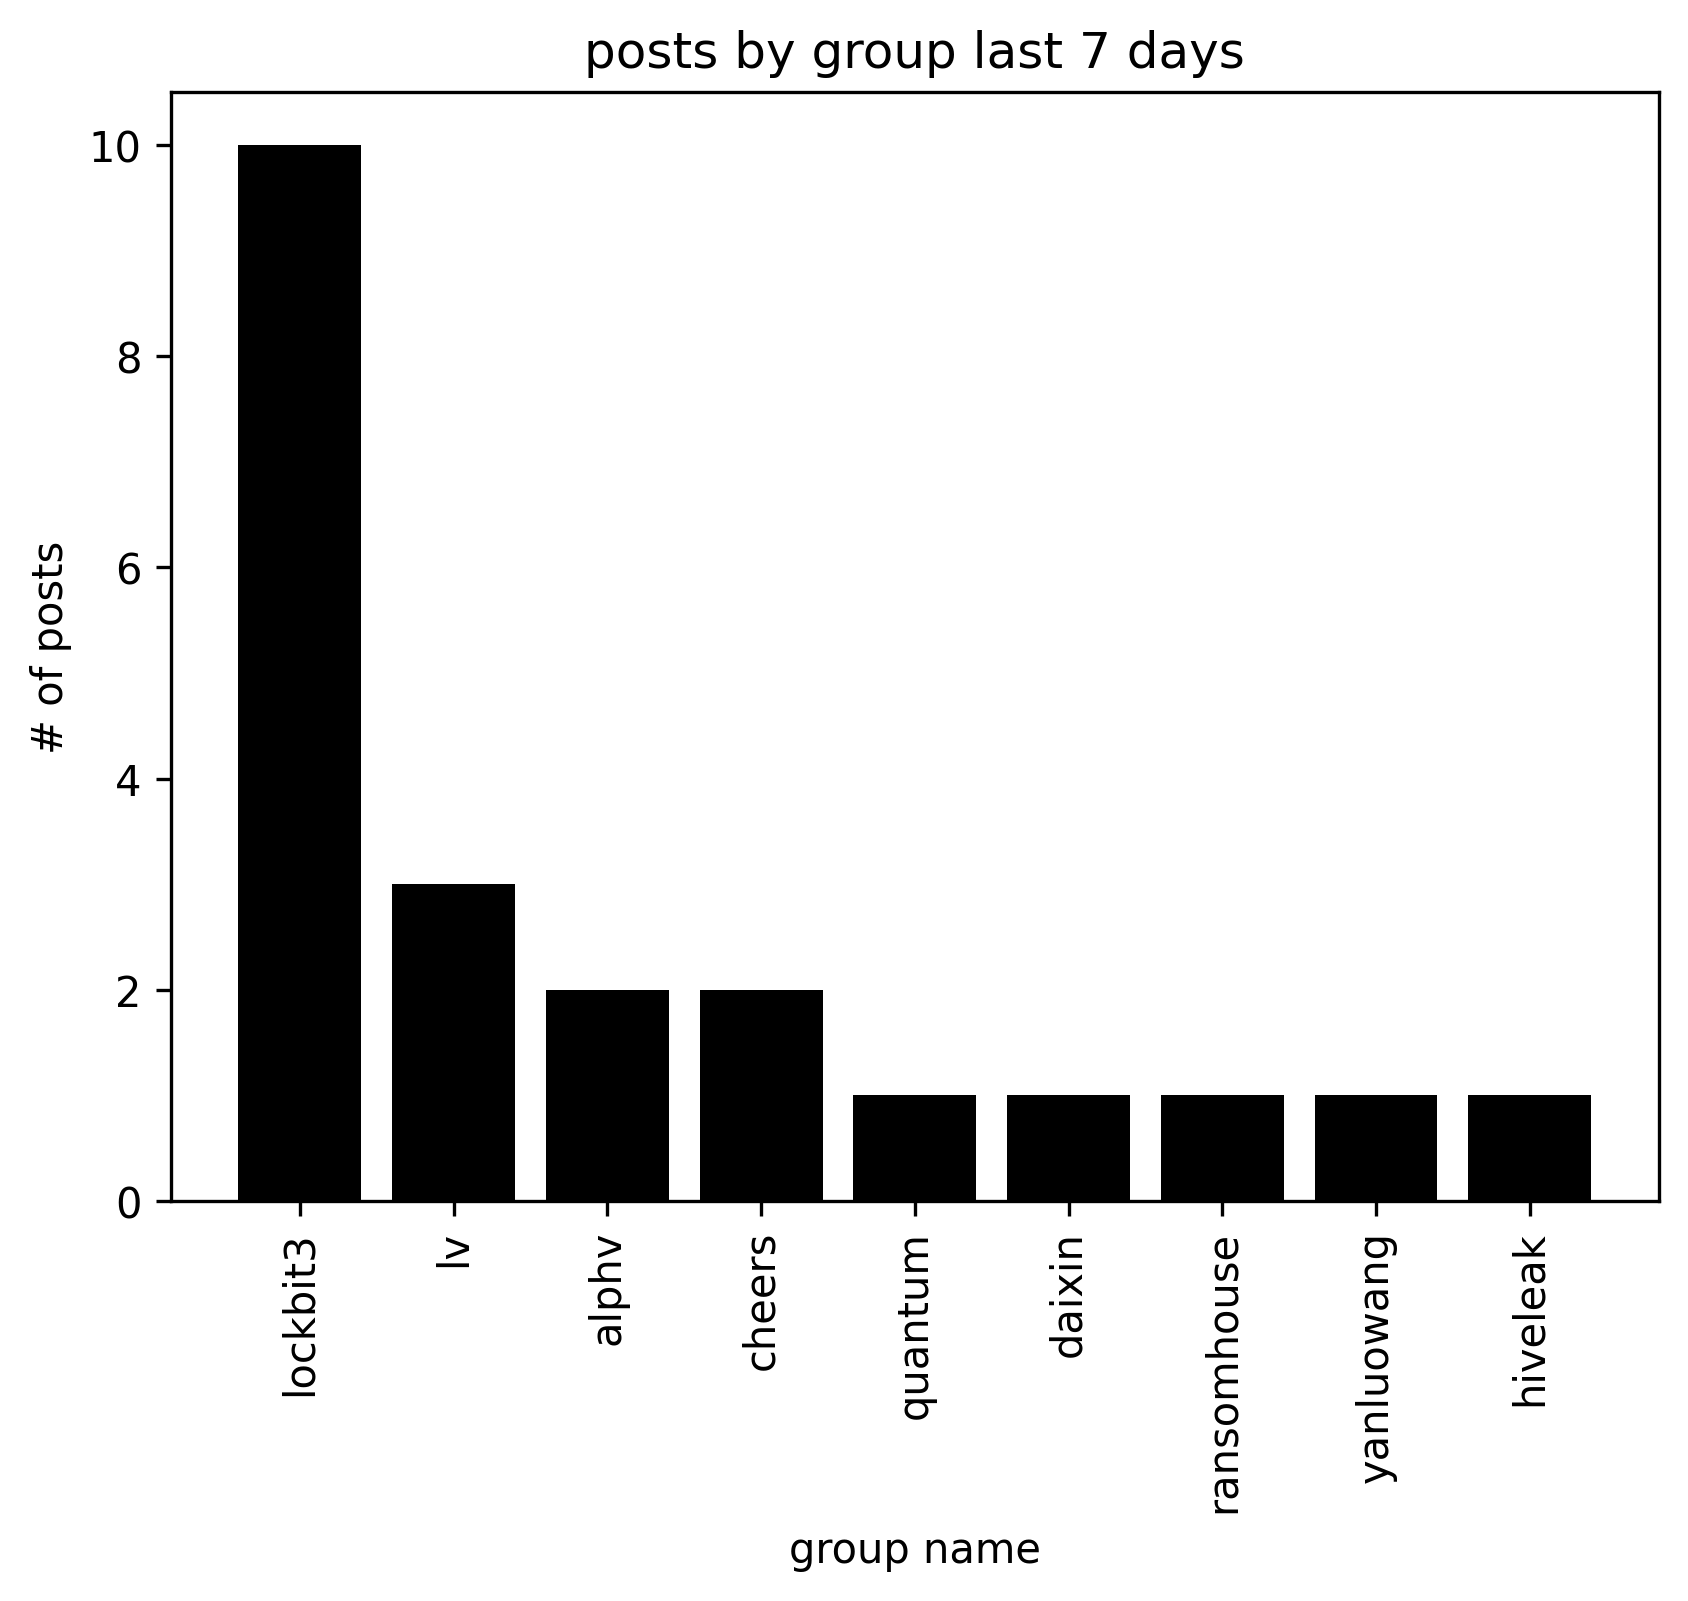 posts by group last 7 days
# of posts
10
8
6
4
2
0
lockbit3
lv
alphv
cheers
quantum
daixin
ransomhouse
yanluowang
hiveleak
group name